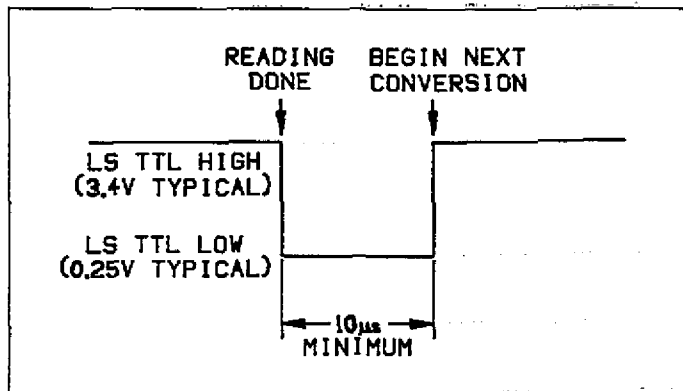 READING
DONE
BEGIN NEXT
CONVERSION
LS TTL HIGH
(3.4V TYPICAL)
LS TTL LOW
(0.25V TYPICAL)
10µs
MINIMUM